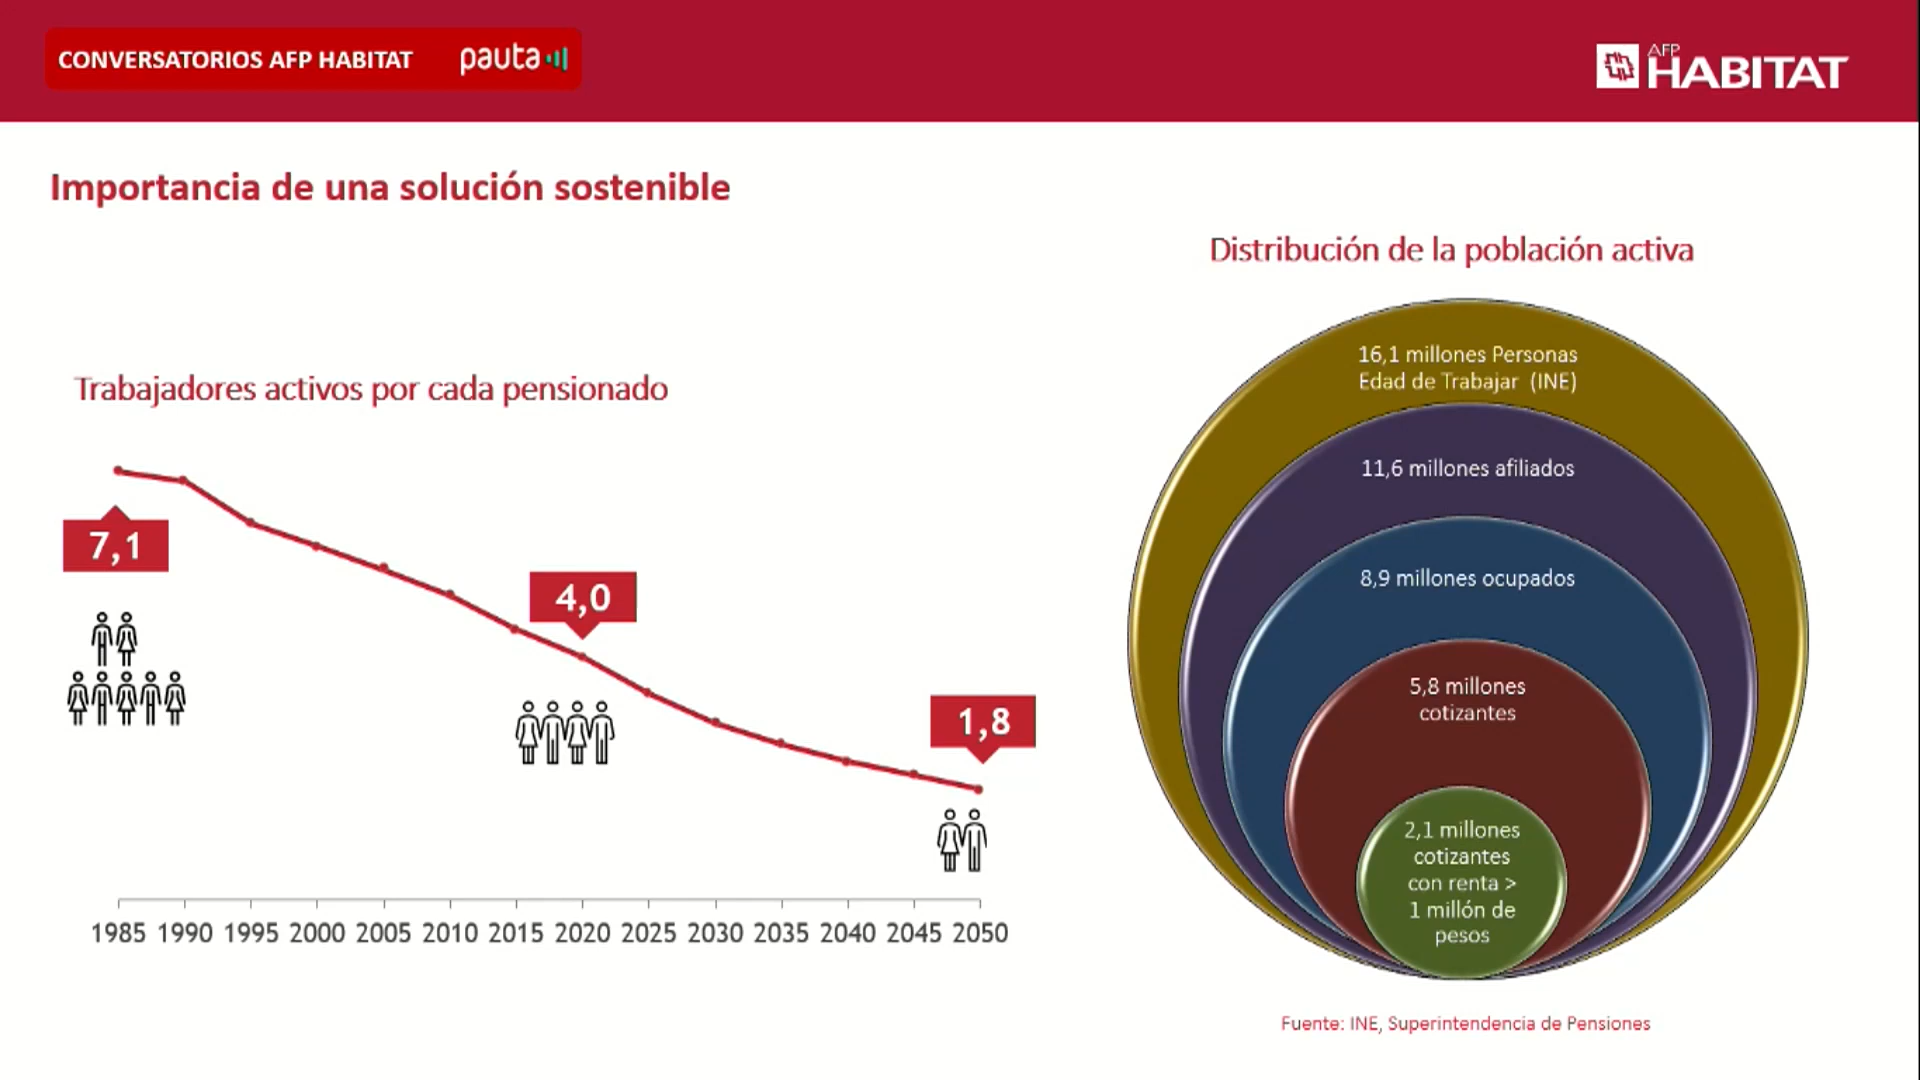 CONVERSATORIOS AFP HABITAT
pauta
AFP
HABITAT
Importancia de una solución sostenible
Trabajadores activos por cada pensionado
7,1
4,0
1,8
1985 1990 1995 2000 2005 2010 2015 2020 2025 2030 2035 2040 2045 2050
Distribución de la población activa
16,1 millones Personas
Edad de Trabajar (INE)
11,6 millones afiliados
8,9 millones ocupados
5,8 millones
cotizantes
2,1 millones
cotizantes
con renta >
1 millón de
pesos
Fuente: INE, Superintendencia de Pensiones